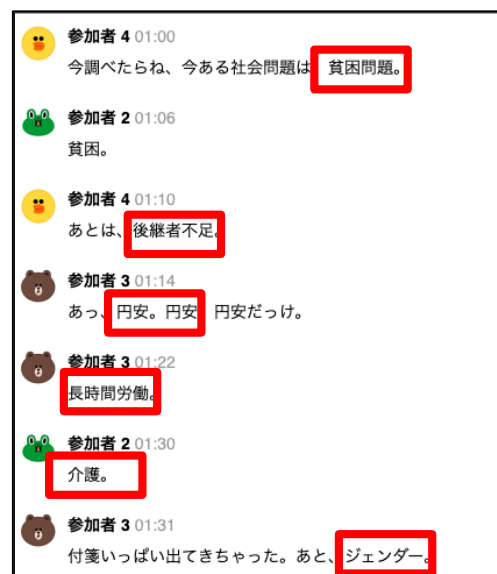 参加者 4 01:00
今調べたらね、今ある社会問題は 貧困問題。
参加者 2 01:06
貧困。
参加者 4 01:10
あとは、後継者不足。
参加者 3 01:14
あっ、円安。円安 円安だっけ。
参加者 3 01:22
長時間労働。
参加者 2 01:30
介護。
参加者 3 01:31
付箋いっぱい出てきちゃった。あと、ジェンダー。